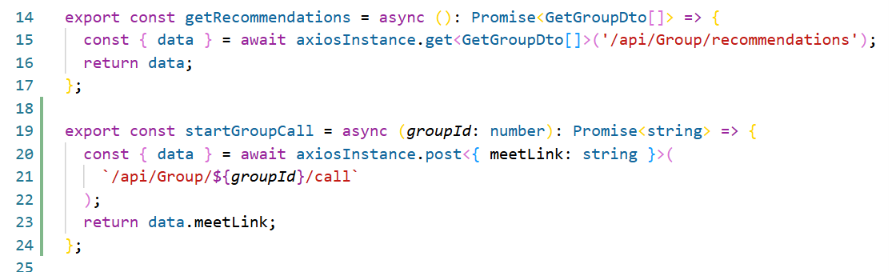 14 export const getRecommendations = async (): Promise<GetGroupDto[]> => {
15   const { data } = await axiosInstance.get<GetGroupDto[]>('/api/Group/recommendations');
16   return data;
17 };
18
19 export const startGroupCall = async (groupId: number): Promise<string> => {
20   const { data } = await axiosInstance.post<{ meetLink: string }>(
21     `/api/Group/${groupId}/call`
22   );
23   return data.meetLink;
24 };
25